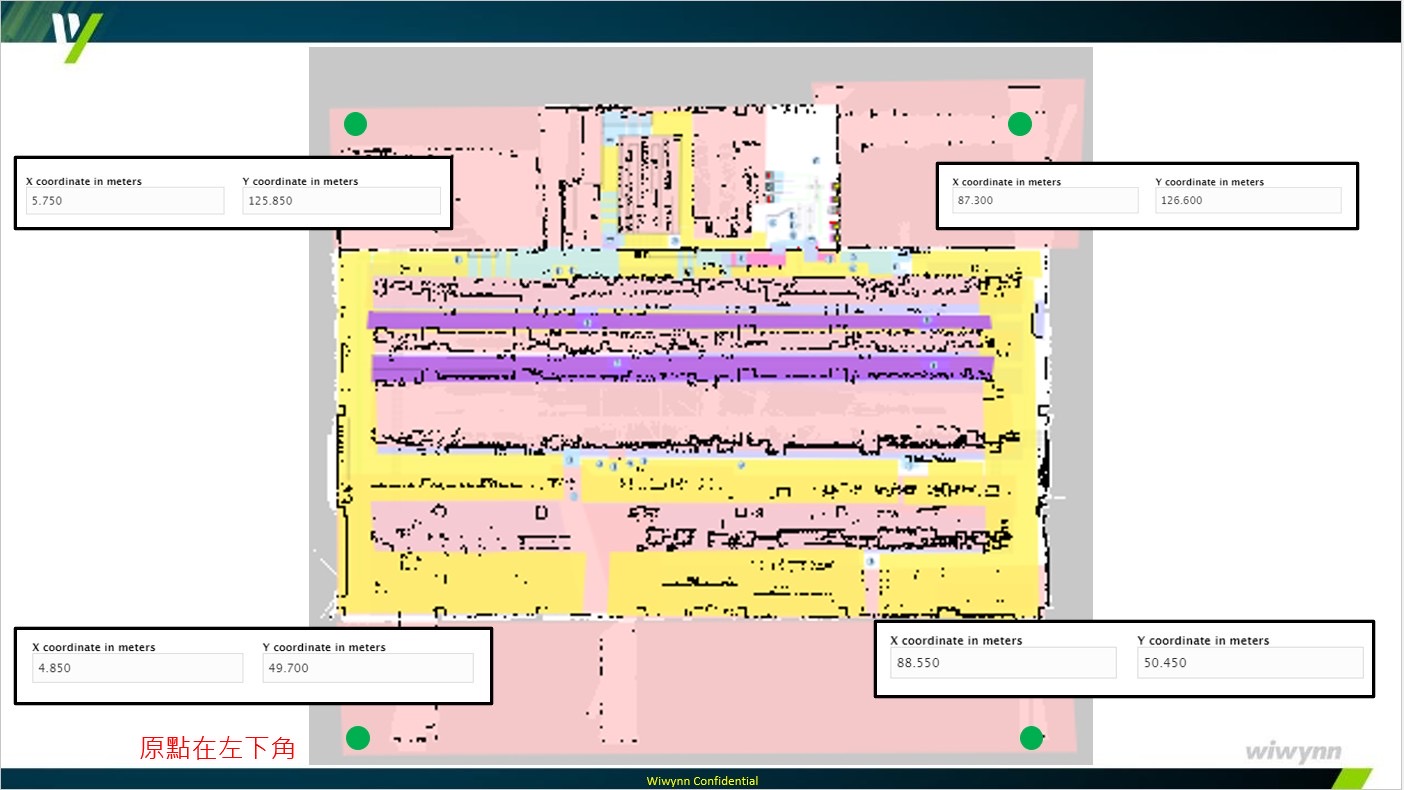 X coordinate in meters
Y coordinate in meters
5.750
125.850
X coordinate in meters
Y coordinate in meters
87.300
126.600
X coordinate in meters
Y coordinate in meters
4.850
49.700
X coordinate in meters
Y coordinate in meters
88.550
50.450
原點在左下角
wiwynn
Wiwynn Confidential